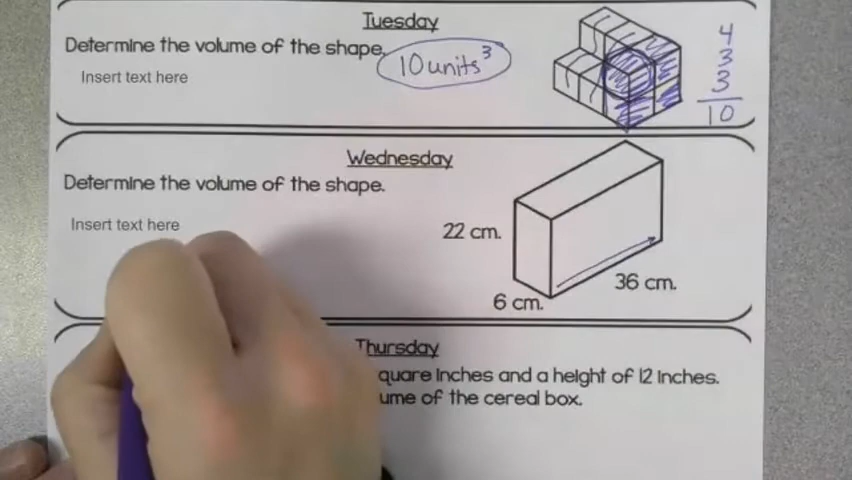 Tuesday
Determine the volume of the shape.
10 units³
Insert text here
4
3
3
10
Wednesday
Determine the volume of the shape.
Insert text here
22 cm.
36 cm.
6 cm.
Thursday
quare inches and a height of 12 inches.
ume of the cereal box.